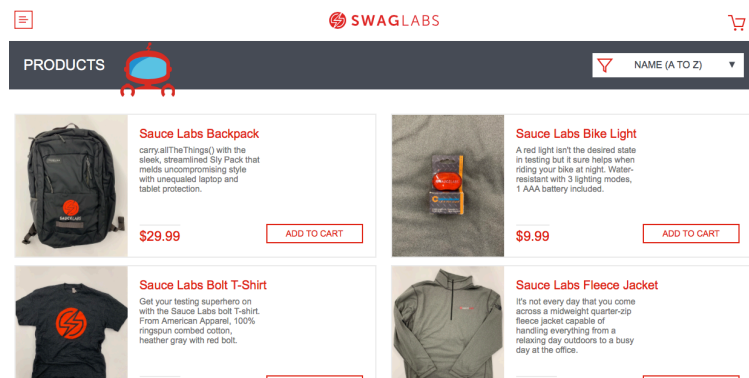 SWAGLABS
PRODUCTS
NAME (A TO Z)
Sauce Labs Backpack
carry.allTheThings() with the
sleek, streamlined Sly Pack that
melds uncompromising style
with unequaled laptop and
tablet protection.
$29.99
ADD TO CART
Sauce Labs Bike Light
A red light isn't the desired state
in testing but it sure helps when
riding your bike at night. Water-
resistant with 3 lighting modes,
1 AAA battery included.
$9.99
ADD TO CART
Sauce Labs Bolt T-Shirt
Get your testing superhero on
with the Sauce Labs bolt T-shirt.
From American Apparel, 100%
ringspun combed cotton,
heather gray with red bolt.
Sauce Labs Fleece Jacket
It's not every day that you come
across a midweight quarter-zip
fleece jacket capable of
handling everything from a
relaxing day outdoors to a busy
day at the office.